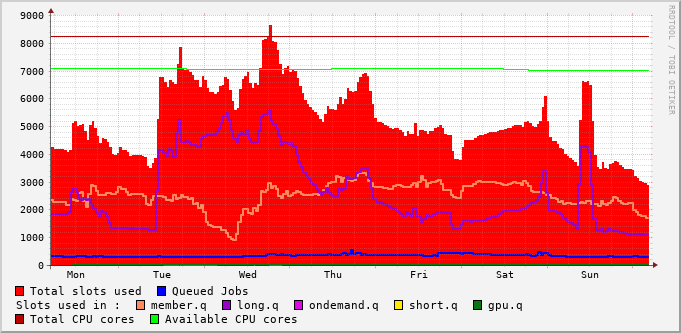 9000
8000
7000
6000
5000
4000
3000
2000
1000
0
Mon Tue Wed Thu Fri Sat Sun
RRDTOOL / TOBI OETIKER
Total slots used Queued Jobs
Slots used in : member.q long.q ondemand.q short.q gpu.q
Total CPU cores Available CPU cores